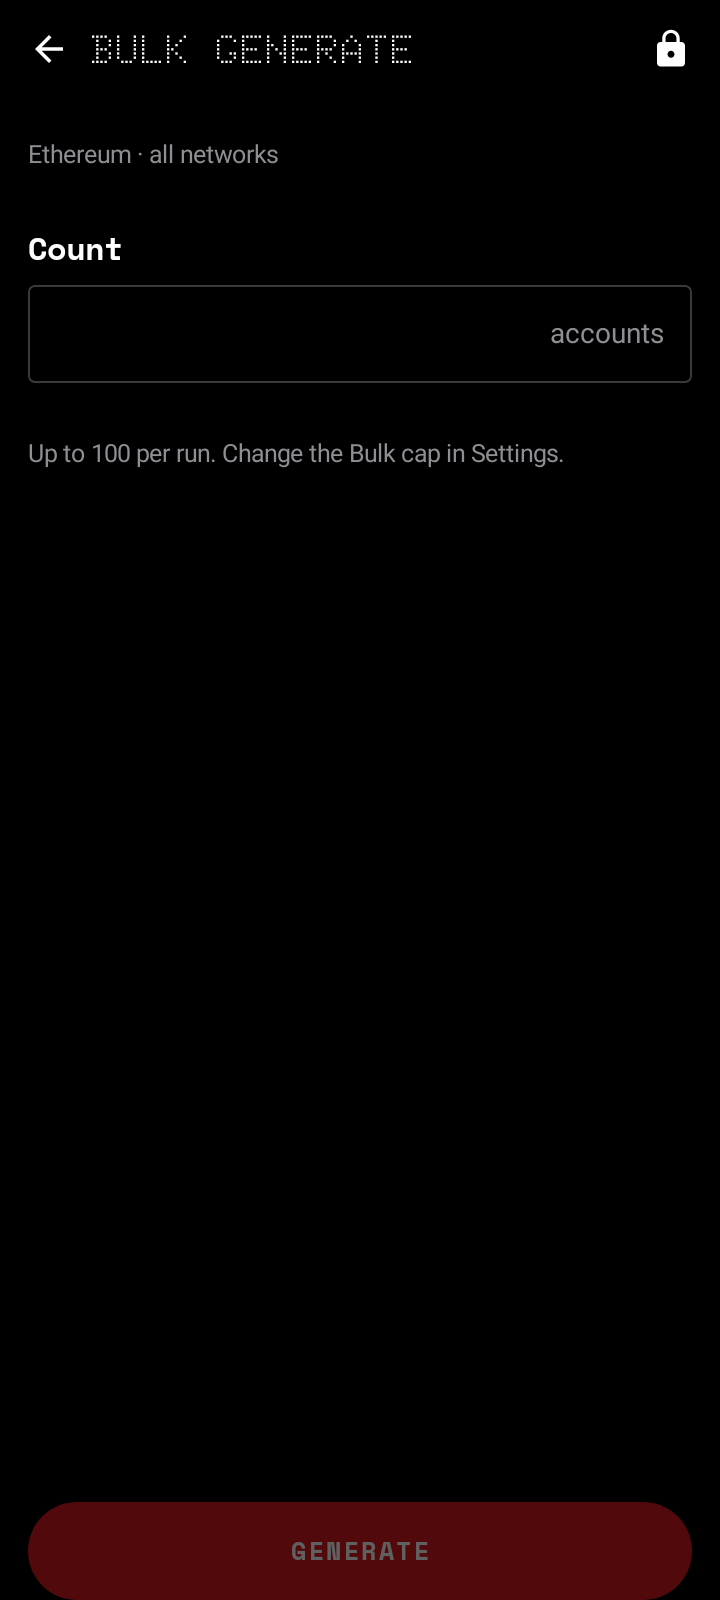 BULK GENERATE
Ethereum · all networks
Count
accounts
Up to 100 per run. Change the Bulk cap in Settings.
GENERATE